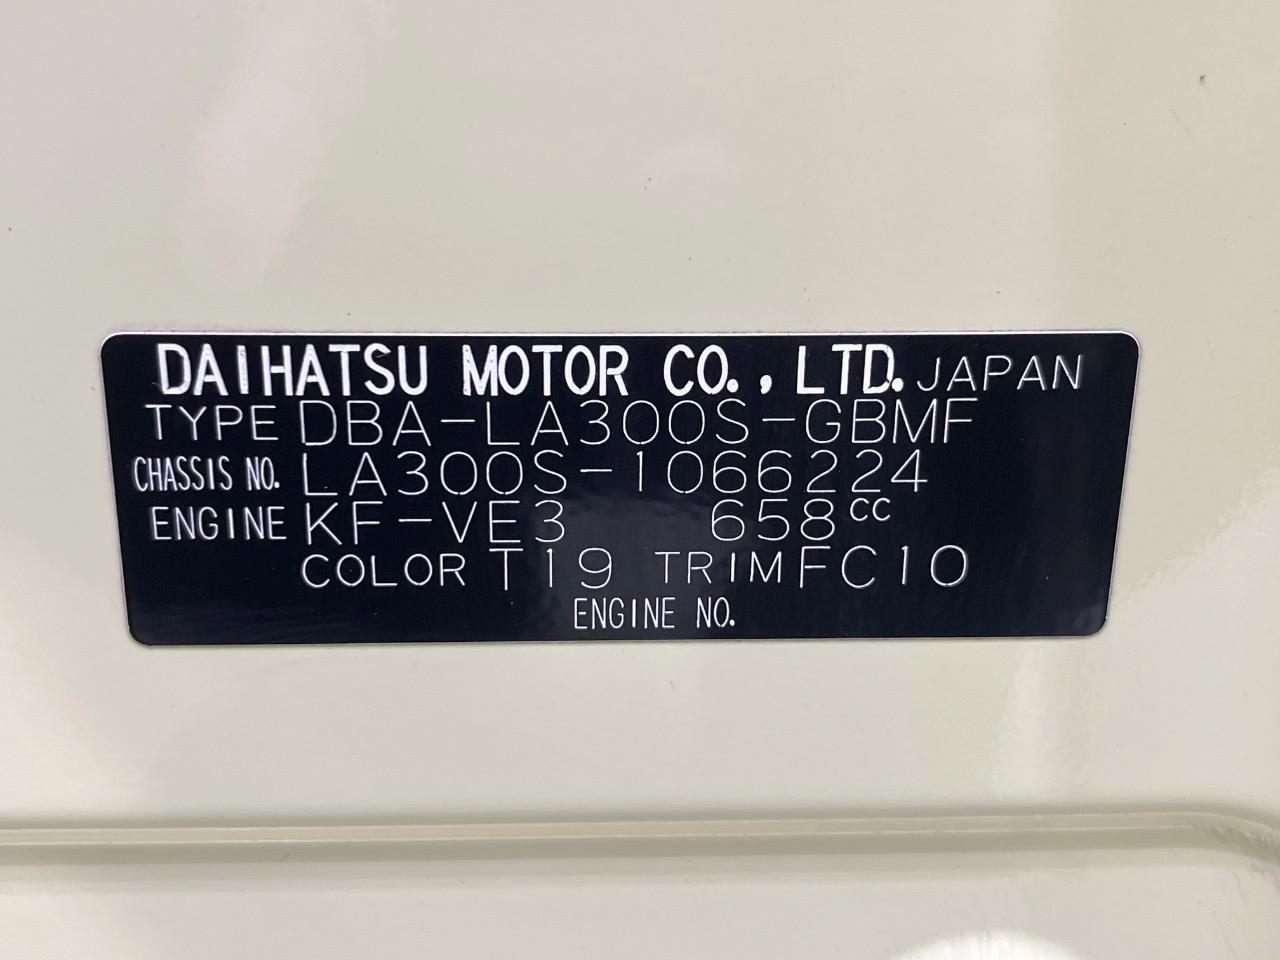 DAIHATSU MOTOR CO., LTD. JAPAN
TYPE DBA-LA300S-GBMF
CHASSIS NO. LA300S-1066224
ENGINE KF-VE3 658cc
COLOR T19 TRIM FC10
ENGINE NO.